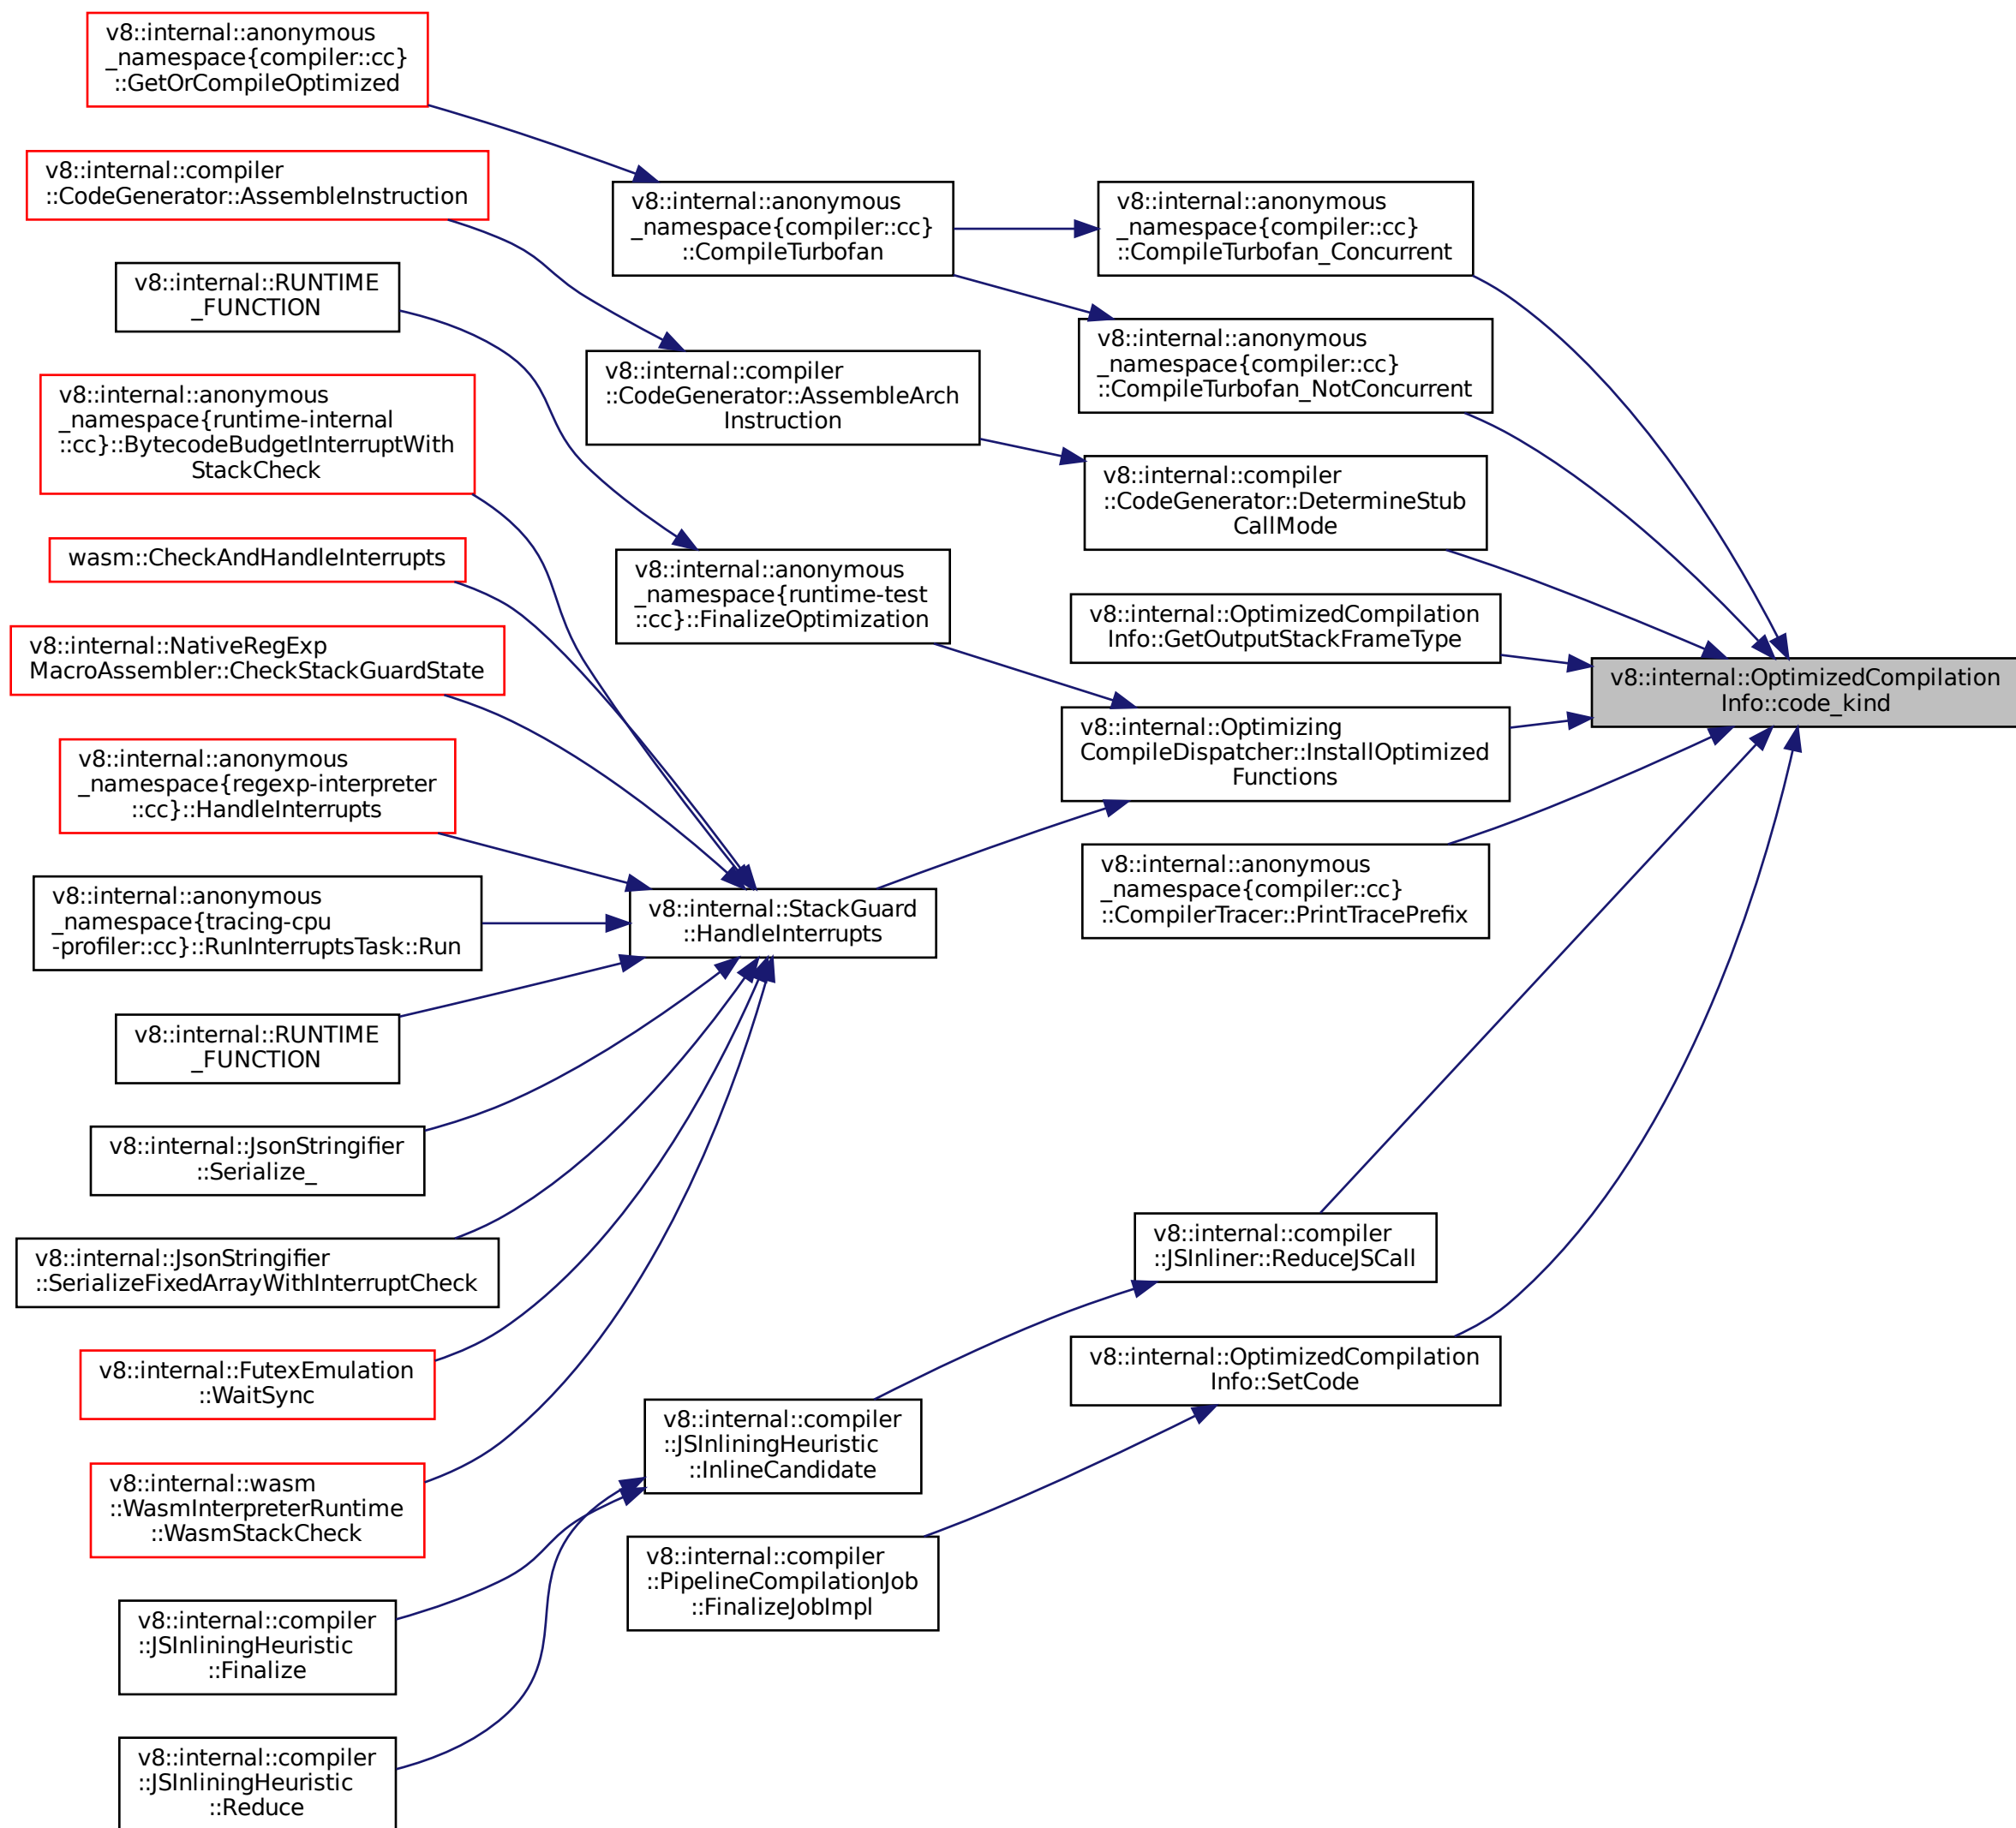 v8::internal::anonymous
_namespace{compiler::cc}
::GetOrCompileOptimized
v8::internal::compiler
::CodeGenerator::AssembleInstruction
v8::internal::RUNTIME
_FUNCTION
v8::internal::anonymous
_namespace{runtime-internal
::cc}::BytecodeBudgetInterruptWith
StackCheck
wasm::CheckAndHandleInterrupts
v8::internal::NativeRegExp
MacroAssembler::CheckStackGuardState
v8::internal::anonymous
_namespace{regexp-interpreter
::cc}::HandleInterrupts
v8::internal::anonymous
_namespace{tracing-cpu
-profiler::cc}::RunInterruptsTask::Run
v8::internal::RUNTIME
_FUNCTION
v8::internal::JsonStringifier
::Serialize_
v8::internal::JsonStringifier
::SerializeFixedArrayWithInterruptCheck
v8::internal::FutexEmulation
::WaitSync
v8::internal::wasm
::WasmInterpreterRuntime
::WasmStackCheck
v8::internal::compiler
::JSInliningHeuristic
::Finalize
v8::internal::compiler
::JSInliningHeuristic
::Reduce
v8::internal::anonymous
_namespace{compiler::cc}
::CompileTurbofan
v8::internal::compiler
::CodeGenerator::AssembleArch
Instruction
v8::internal::anonymous
_namespace{runtime-test
::cc}::FinalizeOptimization
v8::internal::StackGuard
::HandleInterrupts
v8::internal::compiler
::JSInliningHeuristic
::InlineCandidate
v8::internal::compiler
::PipelineCompilationJob
::FinalizeJobImpl
v8::internal::anonymous
_namespace{compiler::cc}
::CompileTurbofan_Concurrent
v8::internal::anonymous
_namespace{compiler::cc}
::CompileTurbofan_NotConcurrent
v8::internal::compiler
::CodeGenerator::DetermineStub
CallMode
v8::internal::OptimizedCompilation
Info::GetOutputStackFrameType
v8::internal::Optimizing
CompileDispatcher::InstallOptimized
Functions
v8::internal::anonymous
_namespace{compiler::cc}
::CompilerTracer::PrintTracePrefix
v8::internal::compiler
::JSInliner::ReduceJSCall
v8::internal::OptimizedCompilation
Info::SetCode
v8::internal::OptimizedCompilation
Info::code_kind